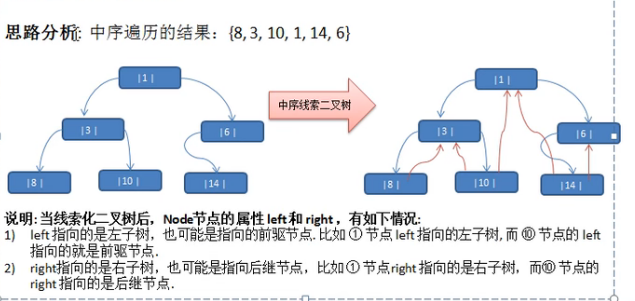 思路分析: 中序遍历的结果：{8, 3, 10, 1, 14, 6}
|1|
|3|
|6|
|8|
|10|
|14|
中序线索二叉树
|1|
|3|
|6|
|8|
|10|
|14|
说明: 当线索化二叉树后，Node节点的属性 left 和 right ，有如下情况:
1) left 指向的是左子树，也可能是指向的前驱节点. 比如 ① 节点 left 指向的左子树, 而 ⑩ 节点的 left
指向的就是前驱节点.
2) right指向的是右子树，也可能是指向后继节点，比如 ① 节点right 指向的是右子树，而⑩ 节点的
right 指向的是后继节点.